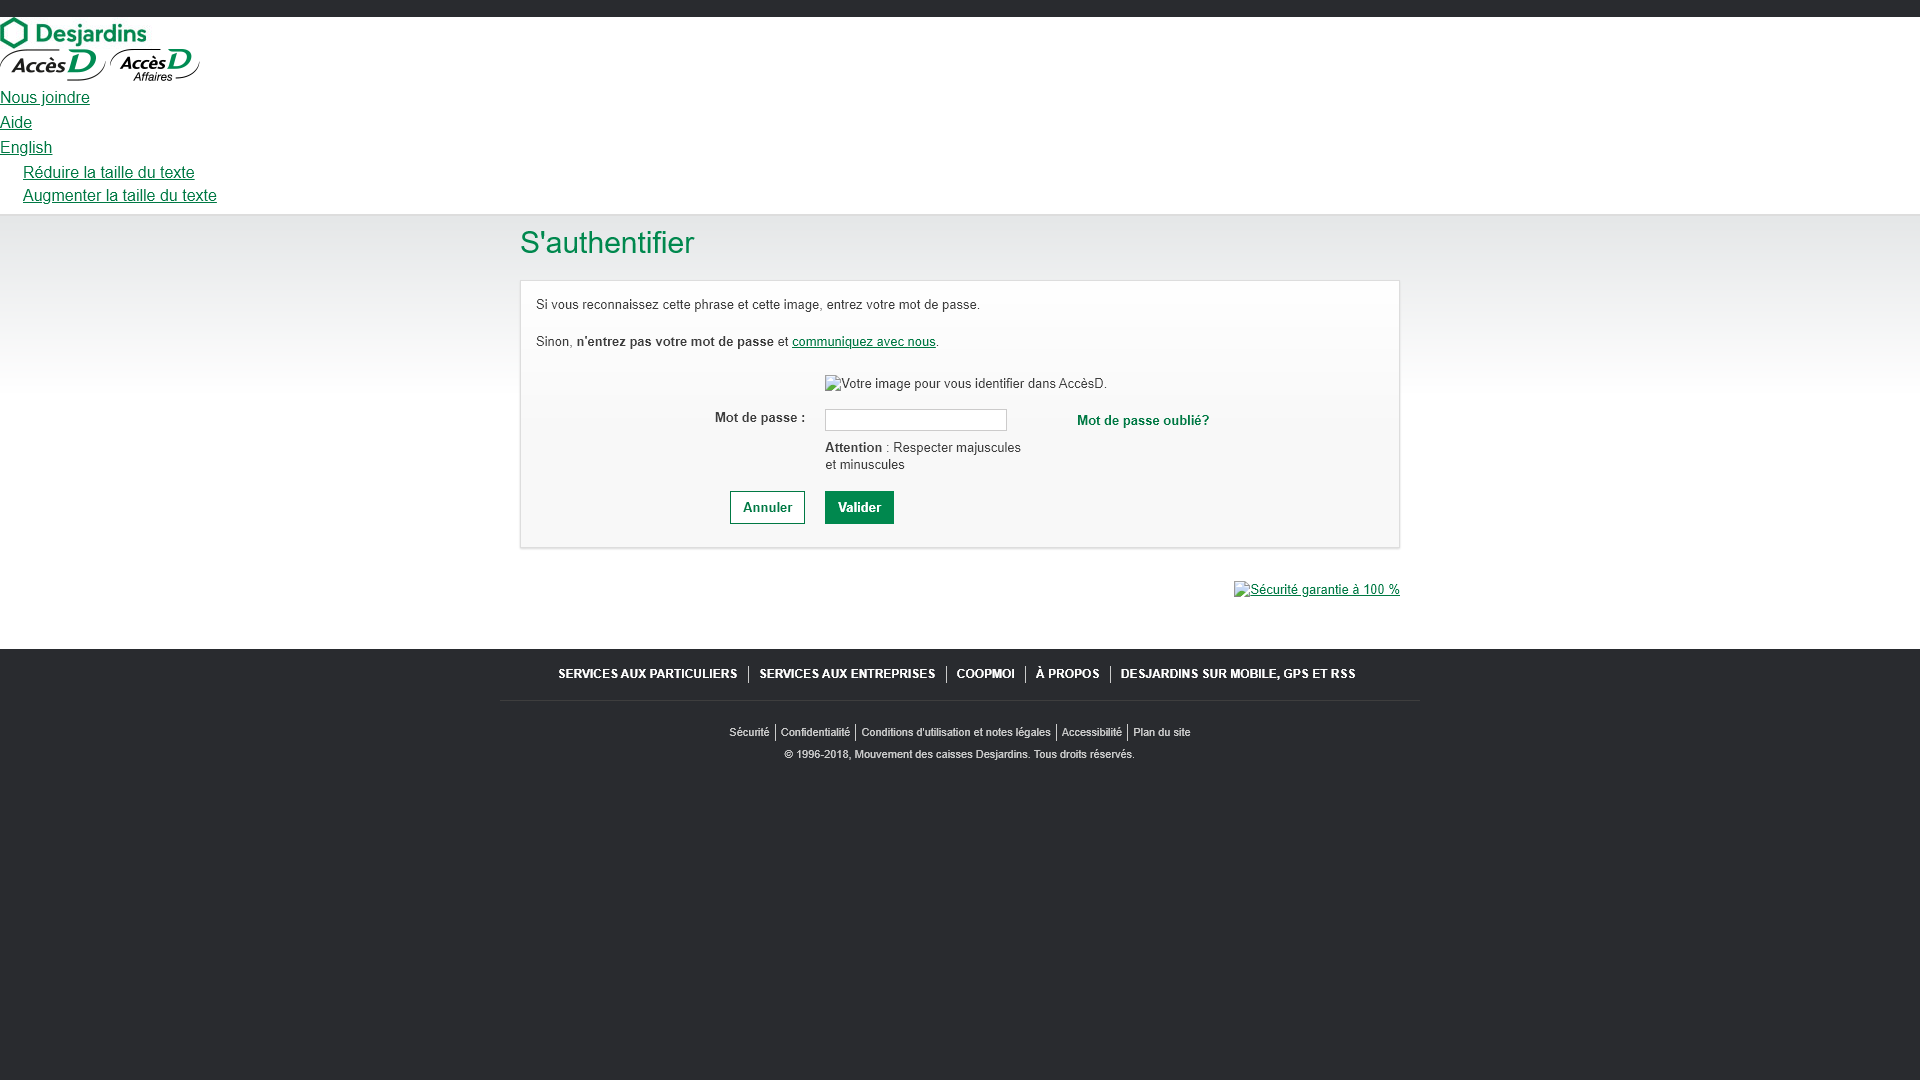 Desjardins
AccèsD AccèsD Affaires
Nous joindre
Aide
English
Réduire la taille du texte
Augmenter la taille du texte
S'authentifier
Si vous reconnaissez cette phrase et cette image, entrez votre mot de passe.
Sinon, n'entrez pas votre mot de passe et communiquez avec nous.
Votre image pour vous identifier dans AccèsD.
Mot de passe : Mot de passe oublié?
Attention : Respecter majuscules
et minuscules
Annuler Valider
Sécurité garantie à 100 %
SERVICES AUX PARTICULIERS SERVICES AUX ENTREPRISES COOPMOI À PROPOS DESJARDINS SUR MOBILE, GPS ET RSS
Sécurité Confidentialité Conditions d'utilisation et notes légales Accessibilité Plan du site
© 1996-2018, Mouvement des caisses Desjardins. Tous droits réservés.